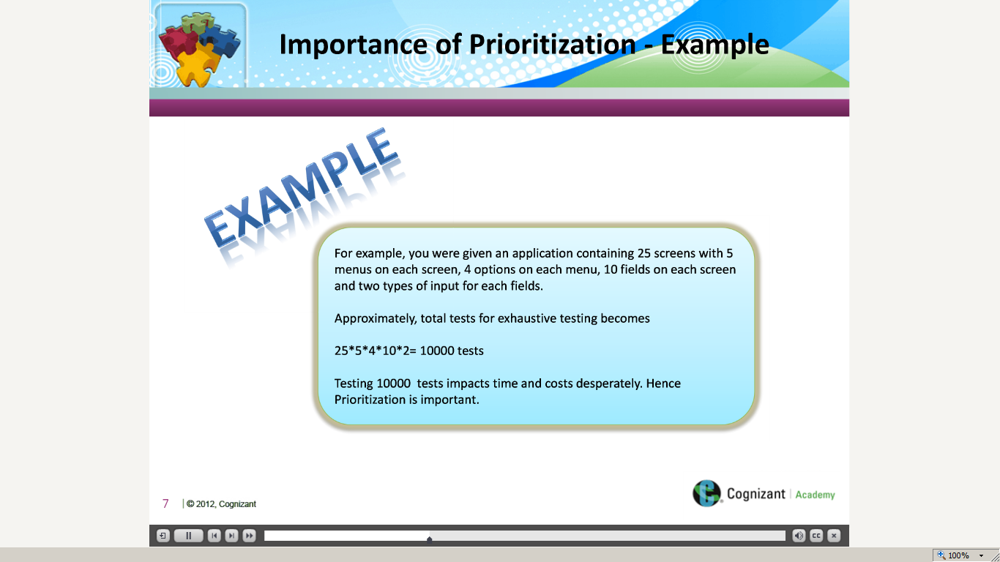 Importance of Prioritization - Example
EXAMPLE
For example, you were given an application containing 25 screens with 5
menus on each screen, 4 options on each menu, 10 fields on each screen
and two types of input for each fields.
Approximately, total tests for exhaustive testing becomes
25*5*4*10*2= 10000 tests
Testing 10000  tests impacts time and costs desperately. Hence
Prioritization is important.
7 | © 2012, Cognizant
Cognizant | Academy
CC
100%